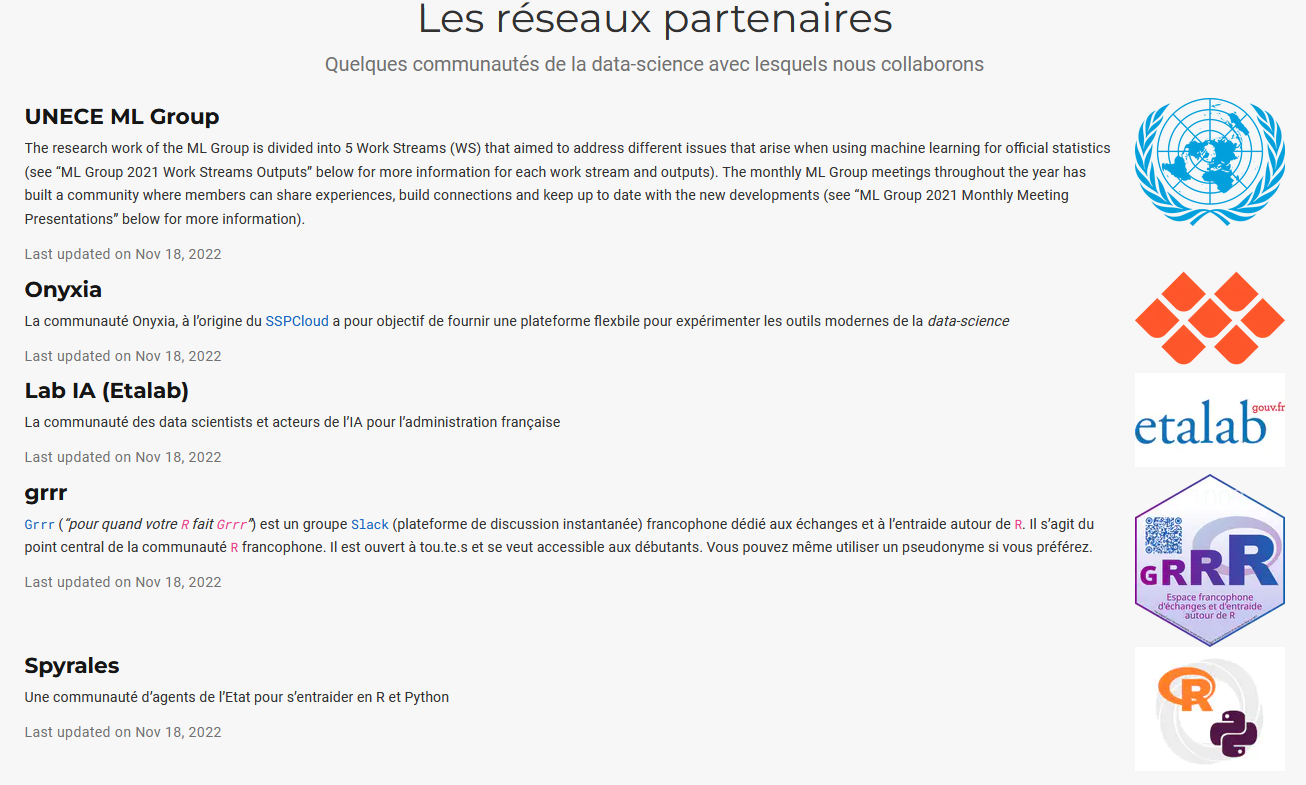 Les réseaux partenaires
Quelques communautés de la data-science avec lesquels nous collaborons
UNECE ML Group
The research work of the ML Group is divided into 5 Work Streams (WS) that aimed to address different issues that arise when using machine learning for official statistics
(see “ML Group 2021 Work Streams Outputs” below for more information for each work stream and outputs). The monthly ML Group meetings throughout the year has
built a community where members can share experiences, build connections and keep up to date with the new developments (see “ML Group 2021 Monthly Meeting
Presentations” below for more information).
Last updated on Nov 18, 2022
Onyxia
La communauté Onyxia, à l’origine du SSPCloud a pour objectif de fournir une plateforme flexbile pour expérimenter les outils modernes de la data-science
Last updated on Nov 18, 2022
Lab IA (Etalab)
La communauté des data scientists et acteurs de l’IA pour l’administration française
Last updated on Nov 18, 2022
etalab
gouv.fr
grrr
Grrr (“pour quand votre R fait Grrr”) est un groupe Slack (plateforme de discussion instantanée) francophone dédié aux échanges et à l’entraide autour de R. Il s’agit du
point central de la communauté R francophone. Il est ouvert à tou.te.s et se veut accessible aux débutants. Vous pouvez même utiliser un pseudonyme si vous préférez.
Last updated on Nov 18, 2022
GRRR
Espace francophone
d'échanges et d'entraide
autour de R
Spyrales
Une communauté d’agents de l’Etat pour s’entraider en R et Python
Last updated on Nov 18, 2022
R